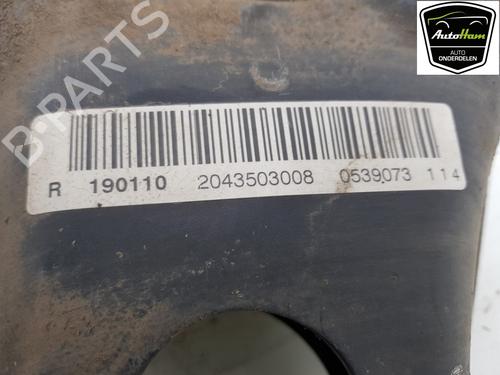 AutoHam
AUTO
ONDERDELEN
B-PARTS
R 190110 2043503008 0539073 114